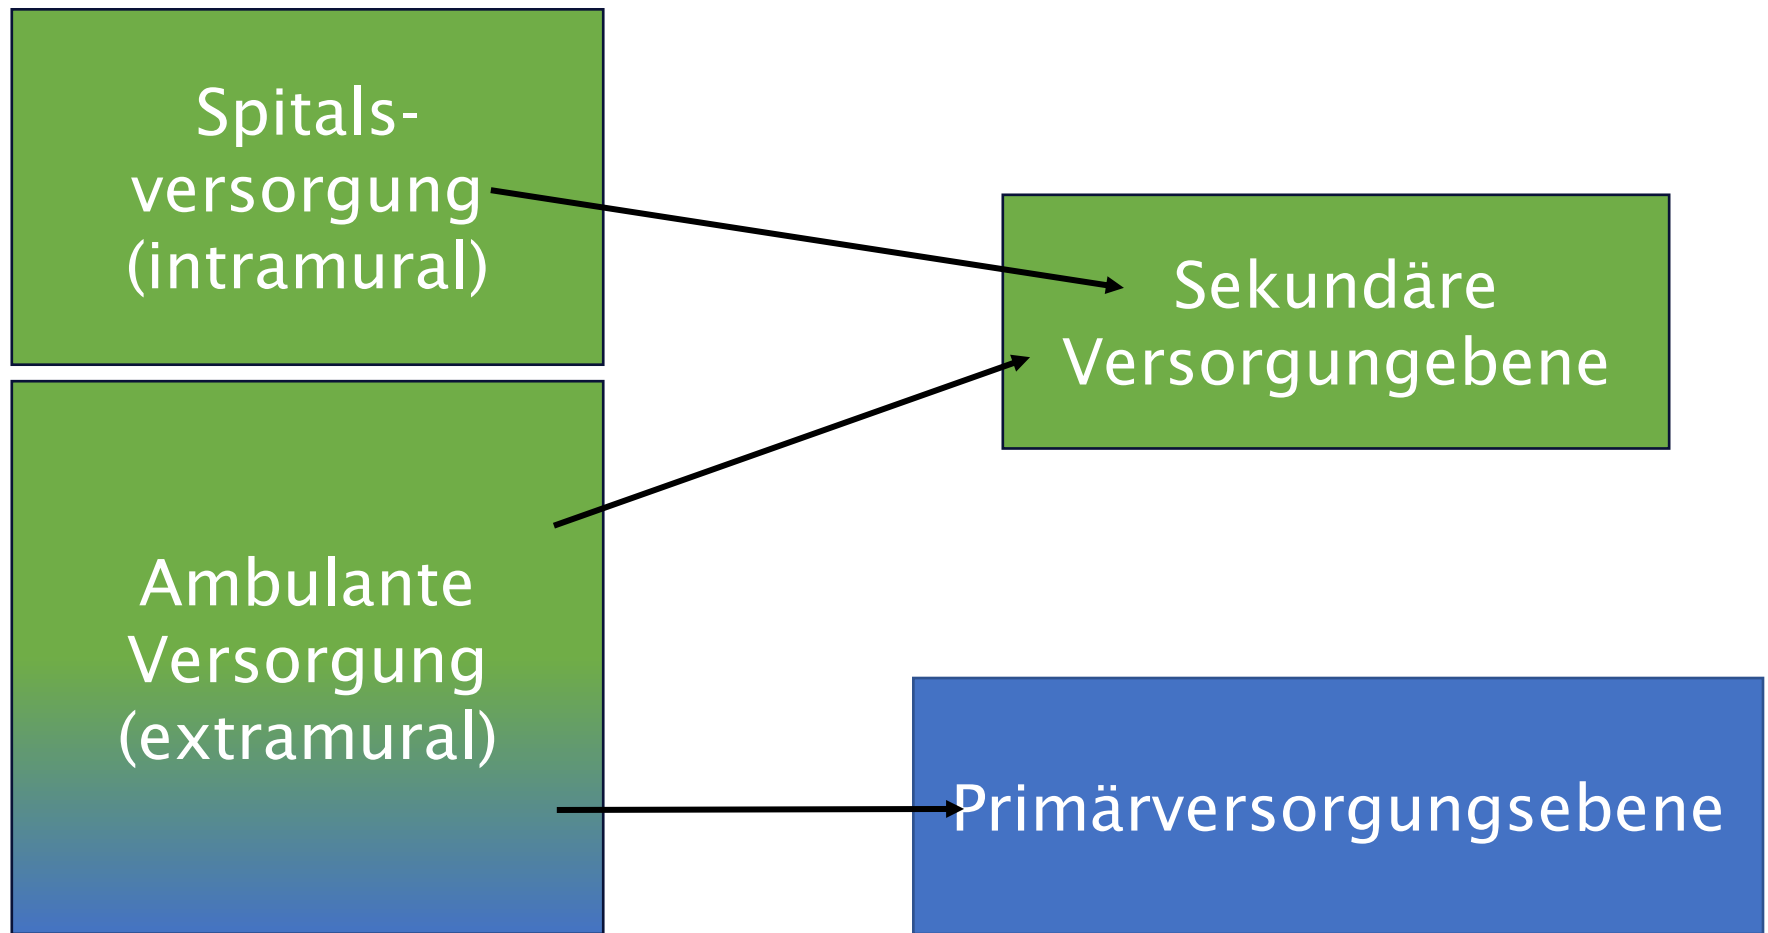 Spitals-
versorgung
(intramural)
Ambulante
Versorgung
(extramural)
Sekundäre
Versorgungebene
Primärversorgungsebene